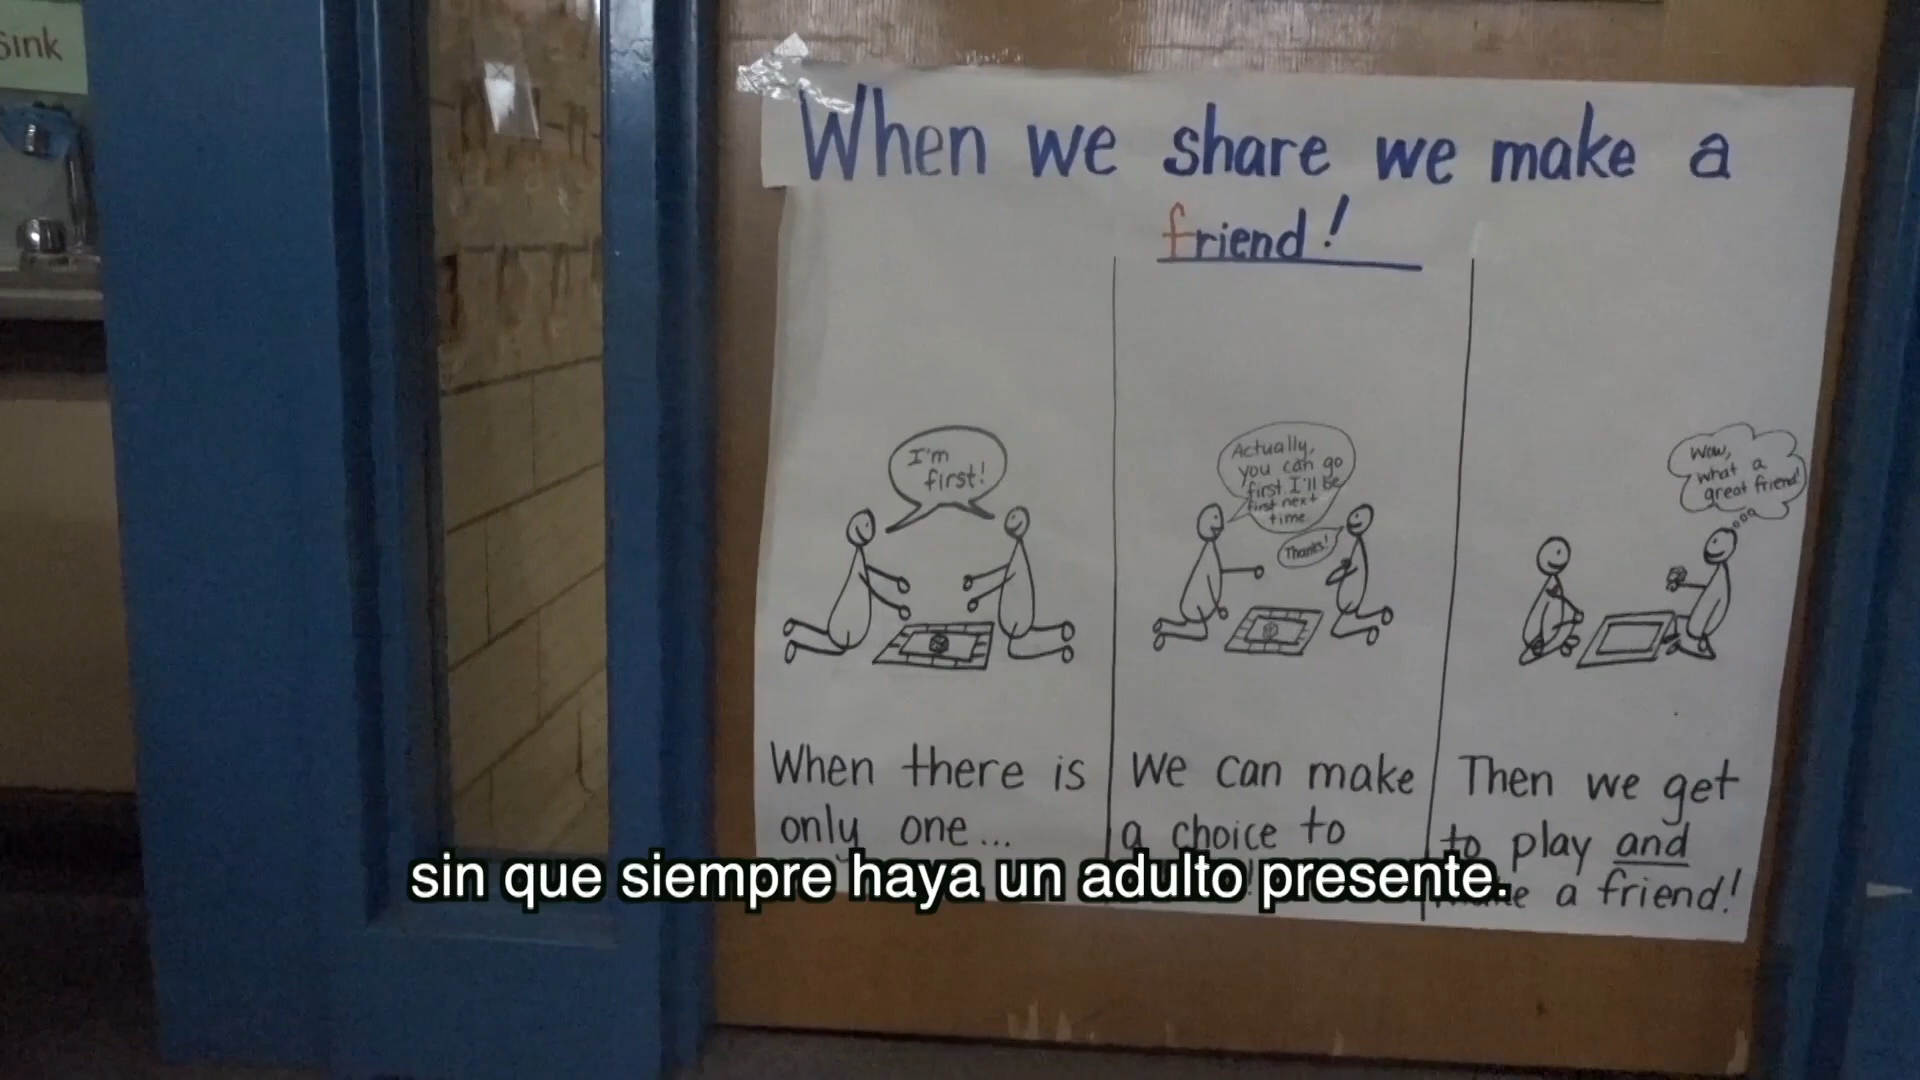 Sink
When we share we make a
friend!
I'm
first!
Actually,
you can go
first. I'll be
first next
time.
Thanks!
Wow,
what a
great friend!
When there is
only one...
We can make
a choice to
Then we get
to play and
a friend!
sin que siempre haya un adulto presente.